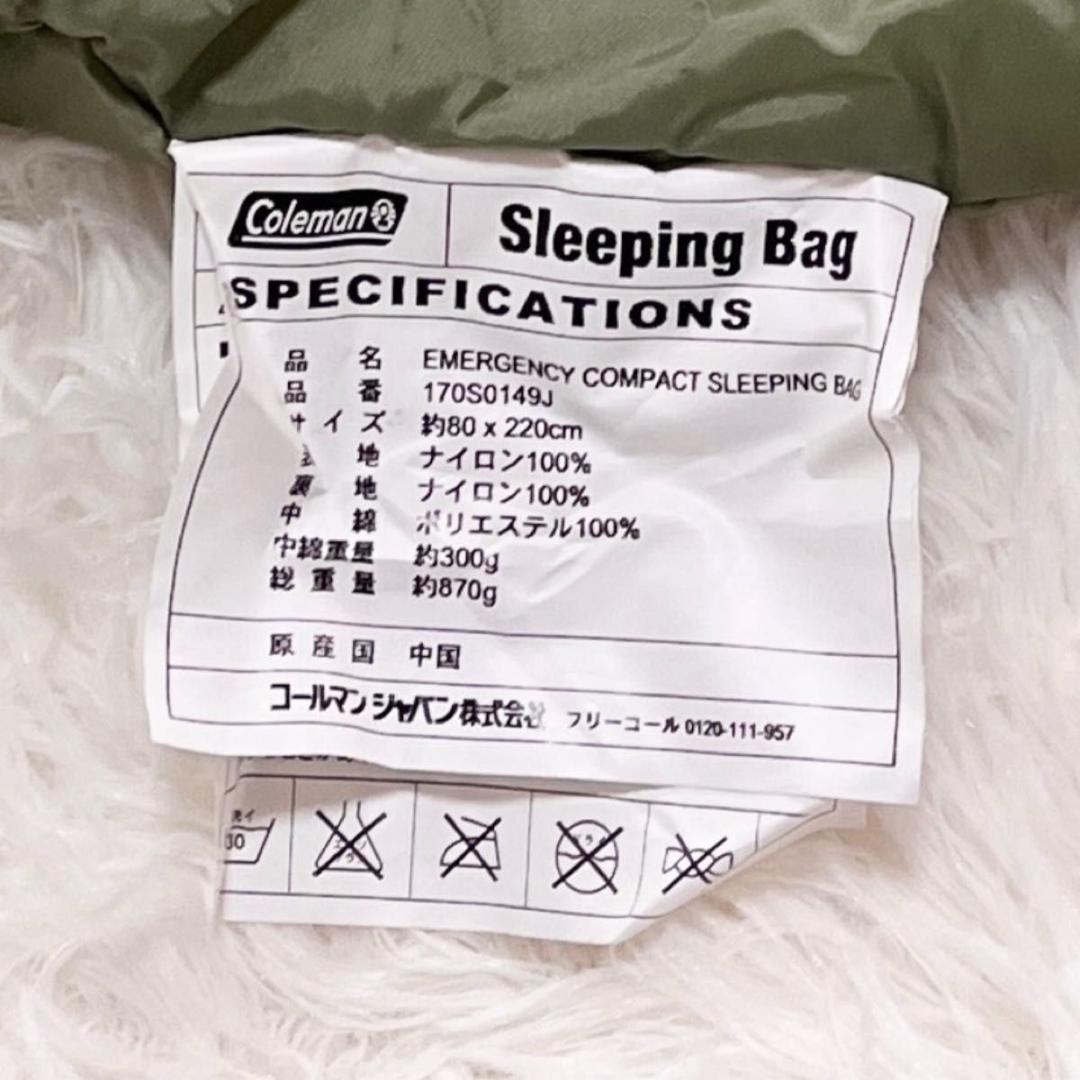 Coleman
Sleeping Bag
SPECIFICATIONS
品名 EMERGENCY COMPACT SLEEPING BAG
品番 170S0149J
サイズ 約80 x 220cm
地 ナイロン100%
裏地 ナイロン100%
中綿 ポリエステル100%
中綿重量 約300g
総重量 約870g
原産国 中国
コールマン ジャパン株式会社 フリーコール 0120-111-957
30